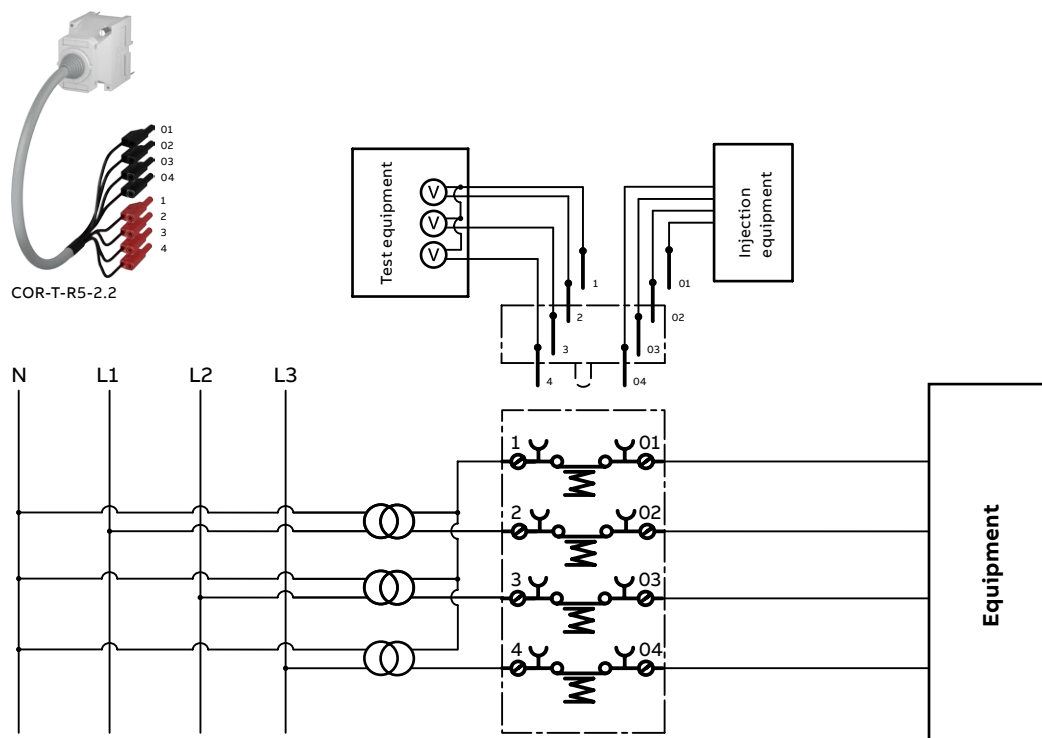 01
02
03
04
1
2
3
4
COR-T-R5-2.2
Test equipment
V
V
V
Injection
equipment
1
2
3
4
01
02
03
04
N L1 L2 L3
1 01
2 02
3 03
4 04
Equipment